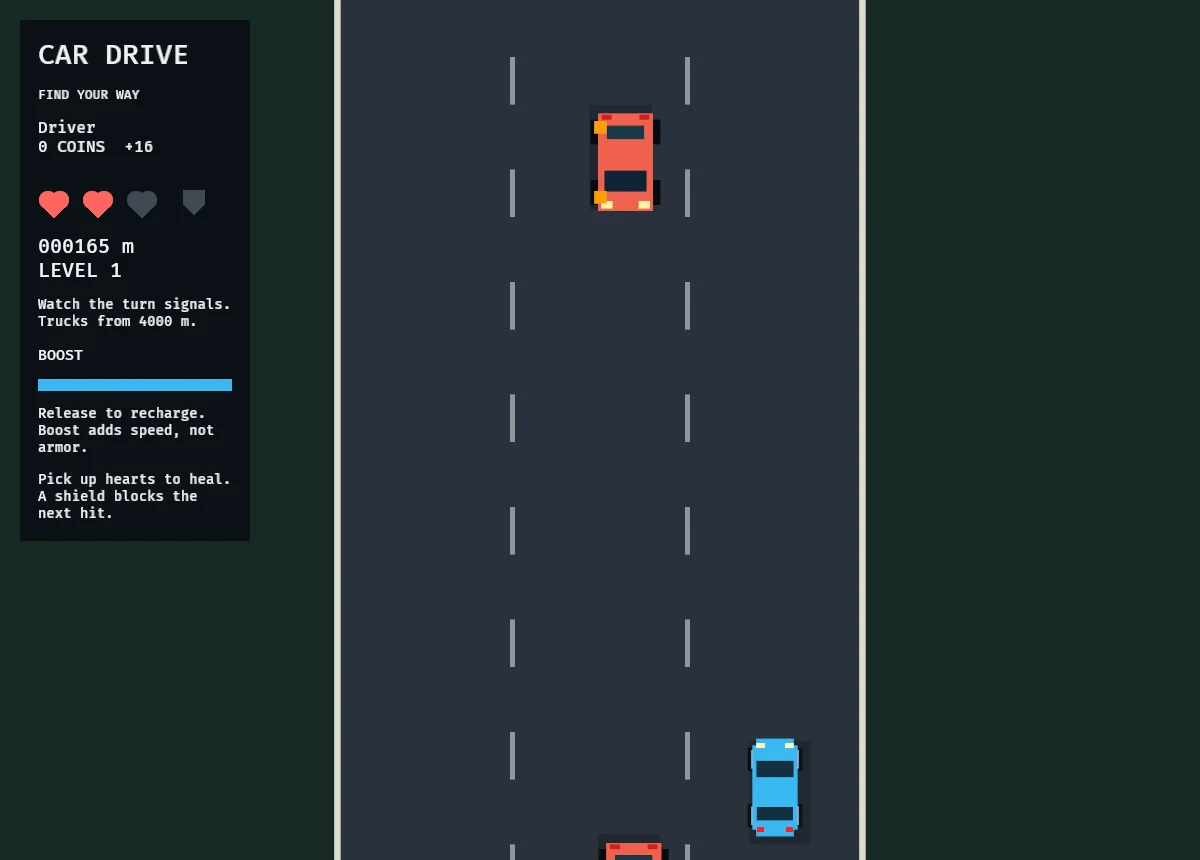 CAR DRIVE
FIND YOUR WAY
Driver
0 COINS  +16
000165 m
LEVEL 1
Watch the turn signals.
Trucks from 4000 m.
BOOST
Release to recharge.
Boost adds speed, not
armor.
Pick up hearts to heal.
A shield blocks the
next hit.